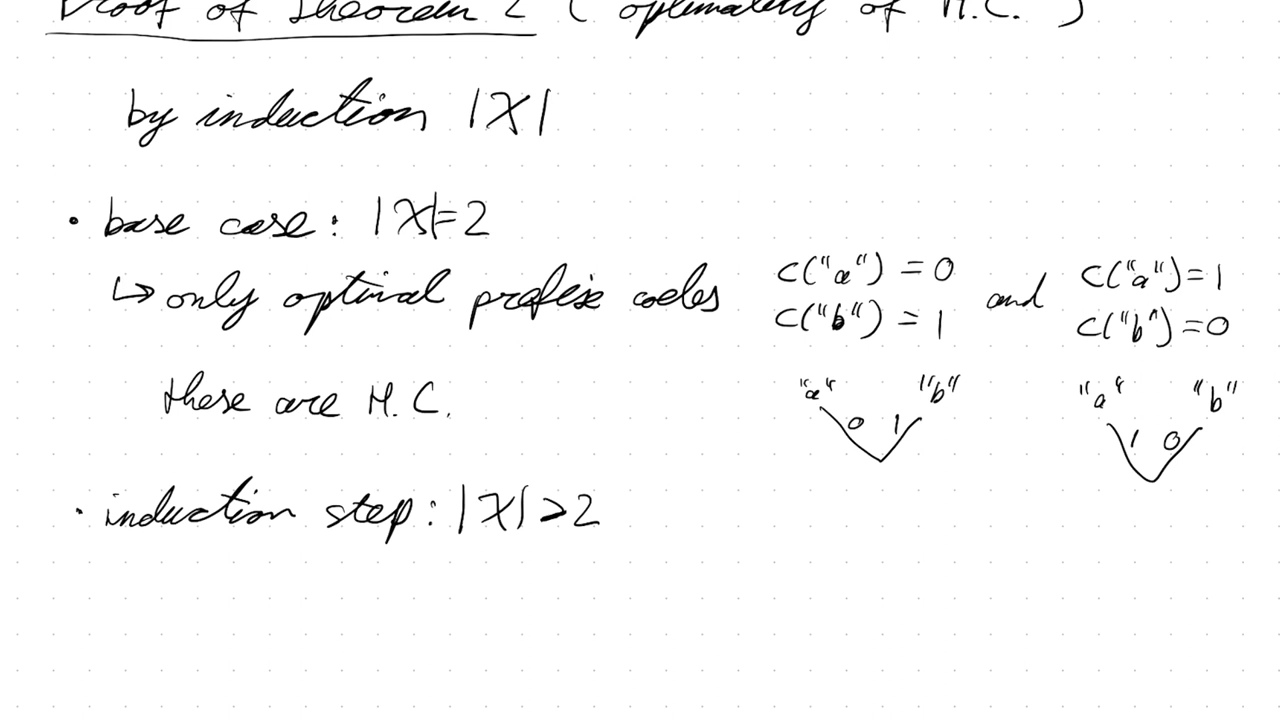 Proof of Theorem 2 ( optimality of H.C. )
by induction |X|
• base case: |X|=2
↳ only optimal prefix codes C("a") = 0 and C("a")=1
C("b") = 1 C("b")=0
these are H.C.
"a" "b" "a" "b"
0 1 1 0
• induction step: |X|>2